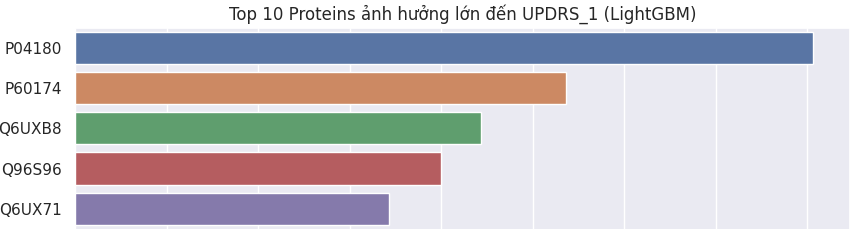 Top 10 Proteins ảnh hưởng lớn đến UPDRS_1 (LightGBM)
P04180
P60174
Q6UXB8
Q96S96
Q6UX71